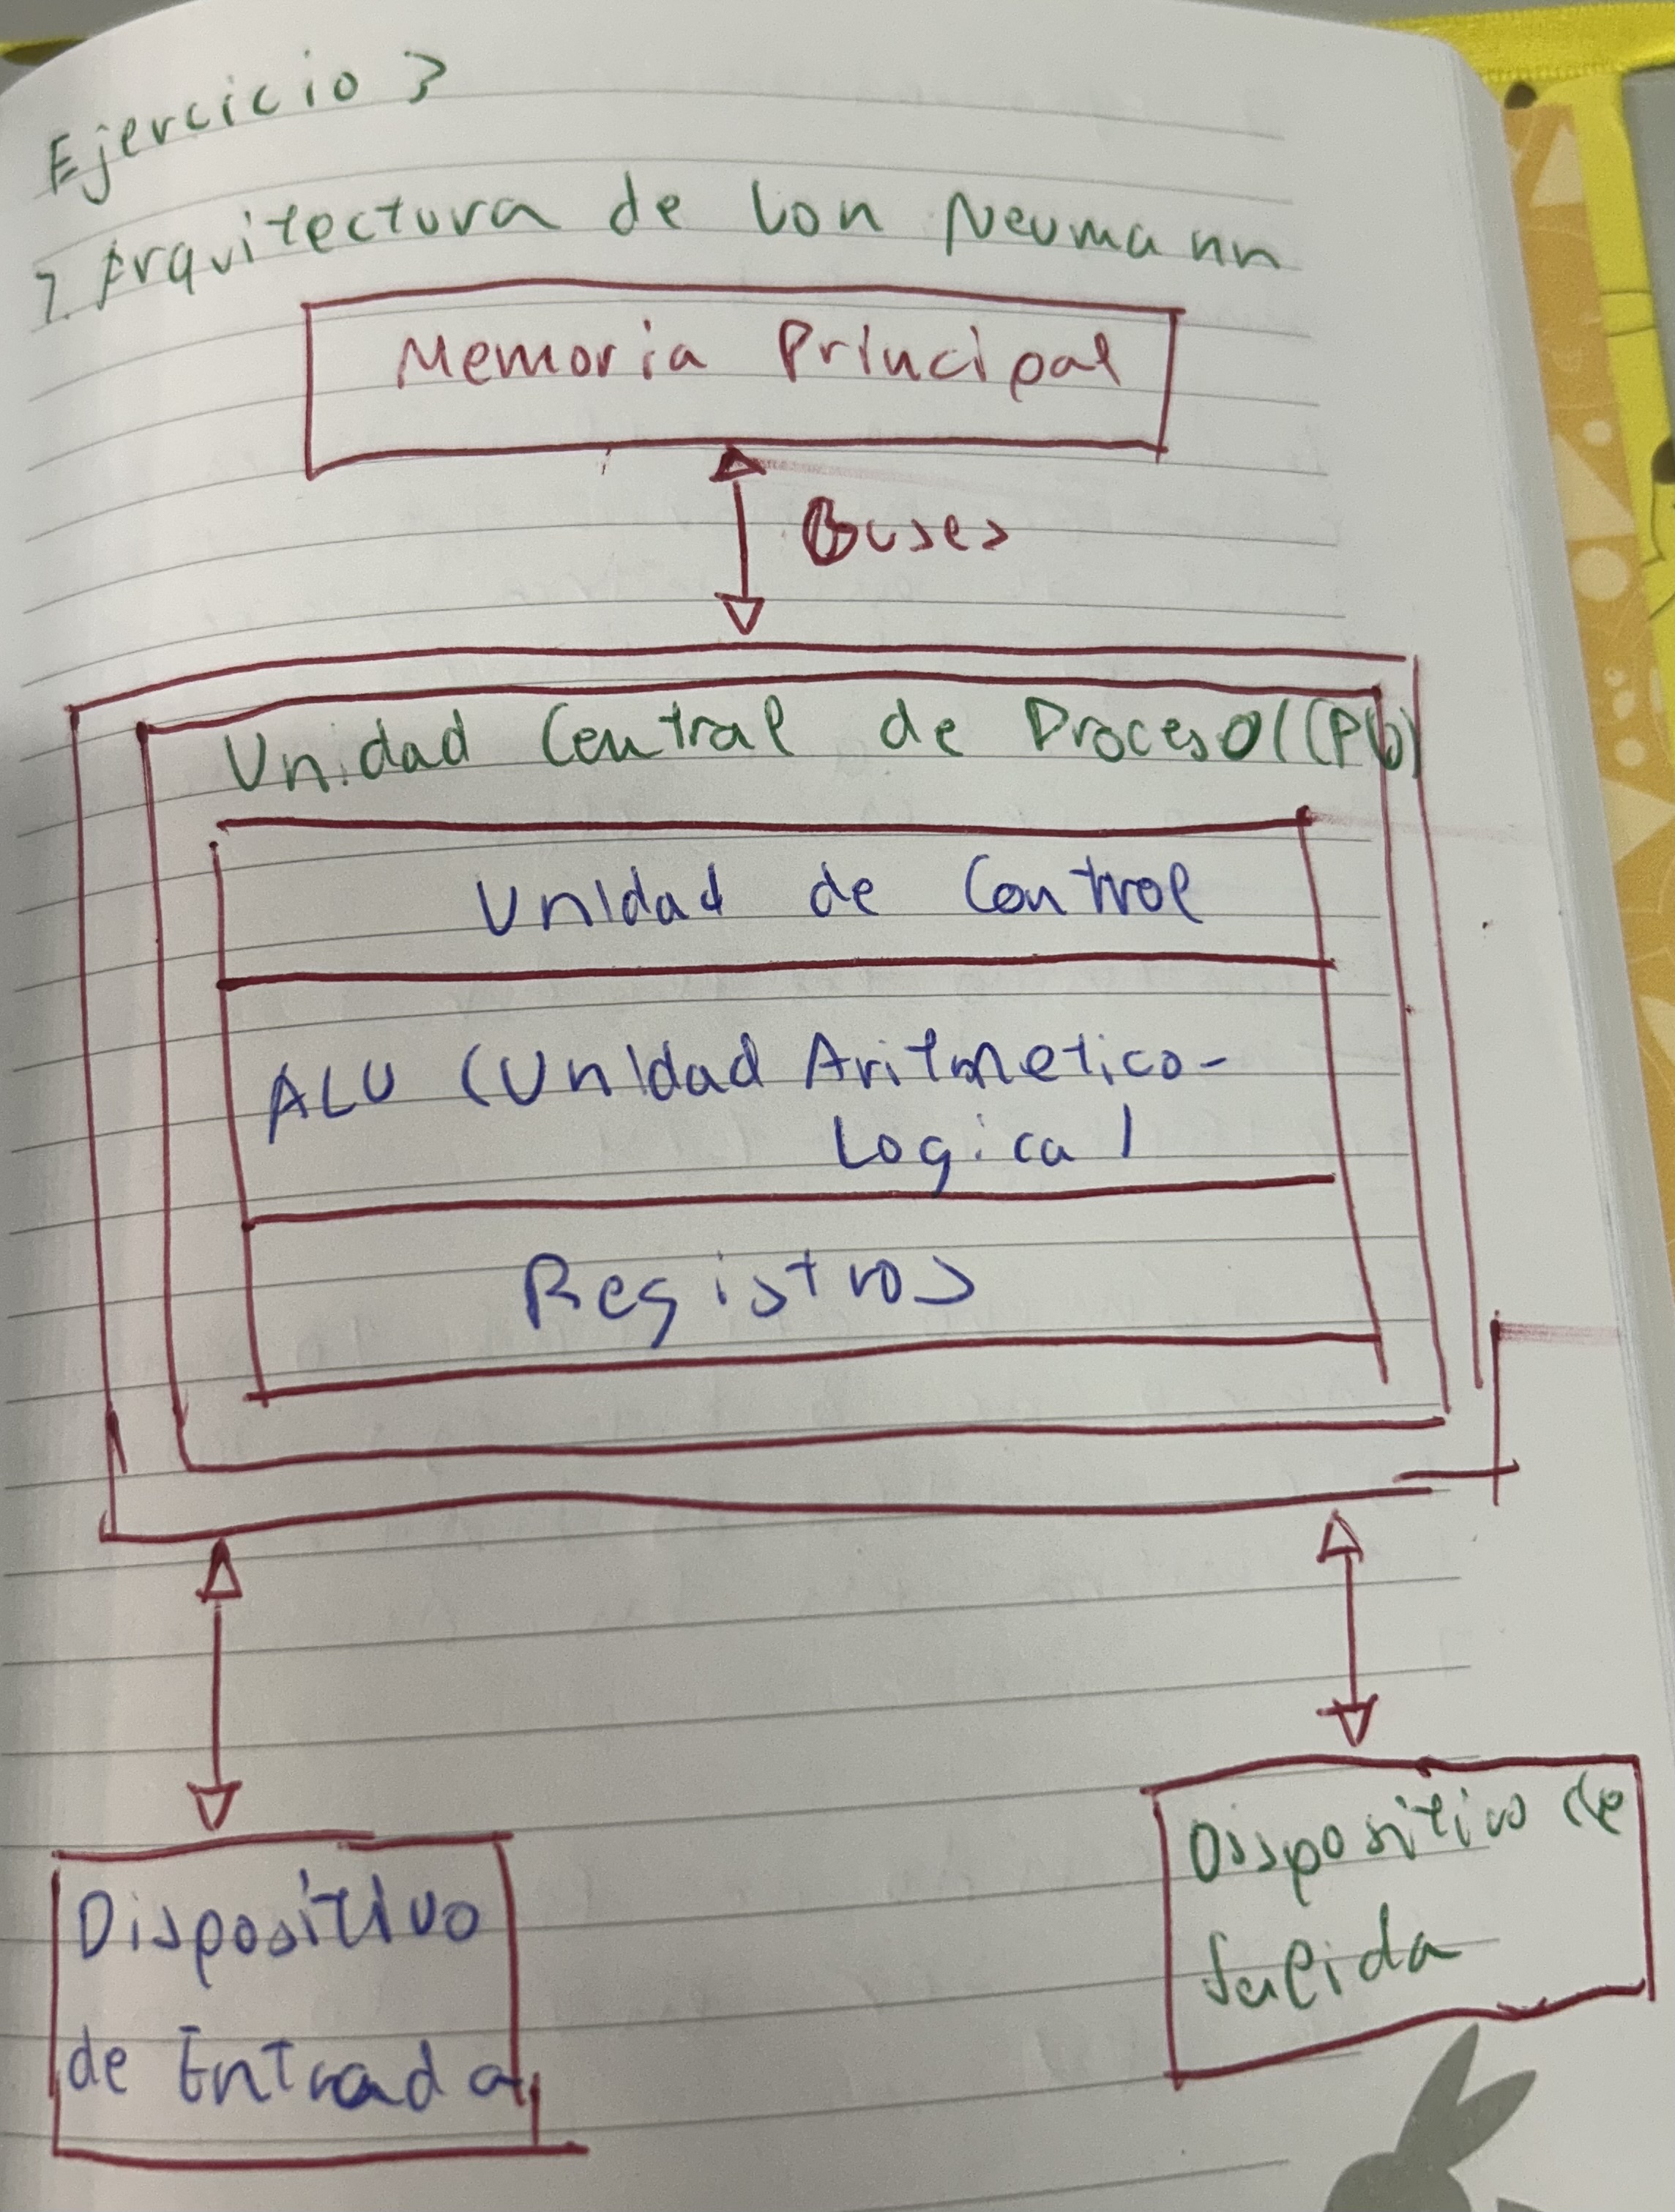 Ejercicio 3
1. Arquitectura de Von Neumann
Memoria Principal
Buses
Unidad Central de Proceso (CPU)
Unidad de Control
ALU (Unidad Aritmetico-
Logica)
Registros
Dispositivo
de Entrada
Dispositivo de
Salida